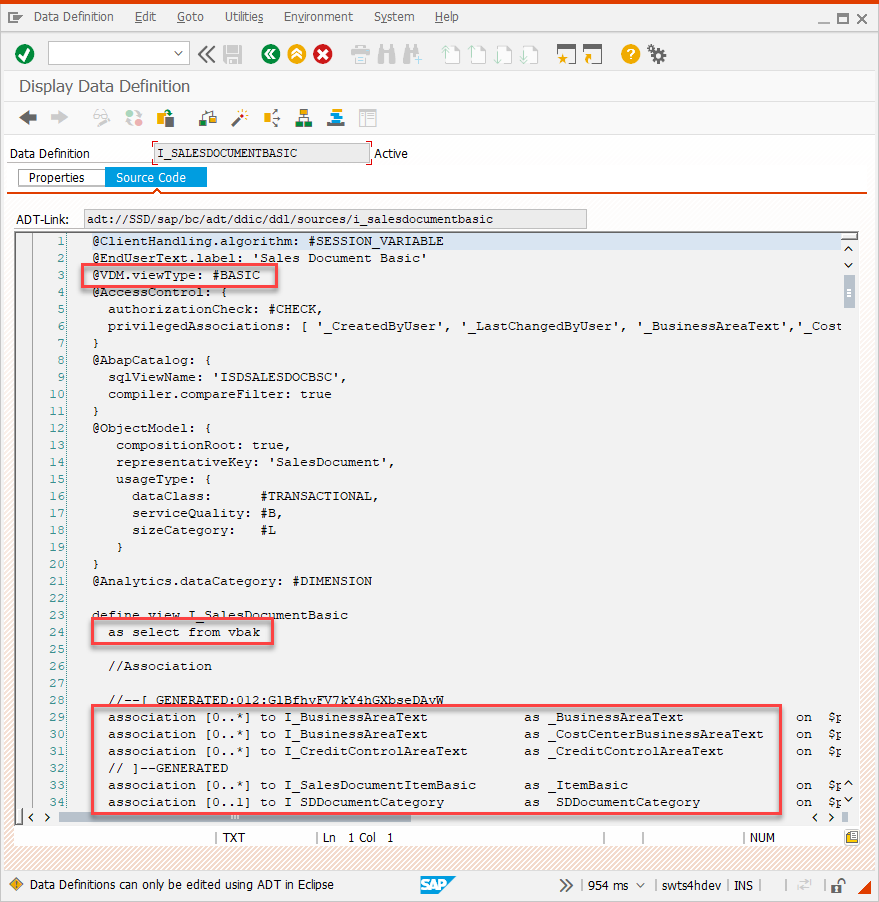 Data Definition Edit Goto Utilities Environment System Help
Display Data Definition
Data Definition I_SALESDOCUMENTBASIC Active
Properties Source Code
ADT-Link: adt://SSD/sap/bc/adt/ddic/ddl/sources/i_salesdocumentbasic
1 @ClientHandling.algorithm: #SESSION_VARIABLE
2 @EndUserText.label: 'Sales Document Basic'
3 @VDM.viewType: #BASIC
4 @AccessControl: {
5 authorizationCheck: #CHECK,
6 privilegedAssociations: [ '_CreatedByUser', '_LastChangedByUser', '_BusinessAreaText','_Cost
7 }
8 @AbapCatalog: {
9 sqlViewName: 'ISDSALESDOCBSC',
10 compiler.compareFilter: true
11 }
12 @ObjectModel: {
13 compositionRoot: true,
14 representativeKey: 'SalesDocument',
15 usageType: {
16 dataClass: #TRANSACTIONAL,
17 serviceQuality: #B,
18 sizeCategory: #L
19 }
20 }
21 @Analytics.dataCategory: #DIMENSION
22
23 define view I_SalesDocumentBasic
24 as select from vbak
25
26 //Association
27
28 //--[ GENERATED:012:GlBfhyFV7kY4hGXbseDAyW
29 association [0..*] to I_BusinessAreaText as _BusinessAreaText on $p
30 association [0..*] to I_BusinessAreaText as _CostCenterBusinessAreaText on $p
31 association [0..*] to I_CreditControlAreaText as _CreditControlAreaText on $p
32 // ]--GENERATED
33 association [0..*] to I_SalesDocumentItemBasic as _ItemBasic on $p
34 association [0..1] to I_SDDocumentCategory as _SDDocumentCategory on $p
TXT Ln 1 Col 1 NUM
Data Definitions can only be edited using ADT in Eclipse SAP 954 ms swts4hdev INS